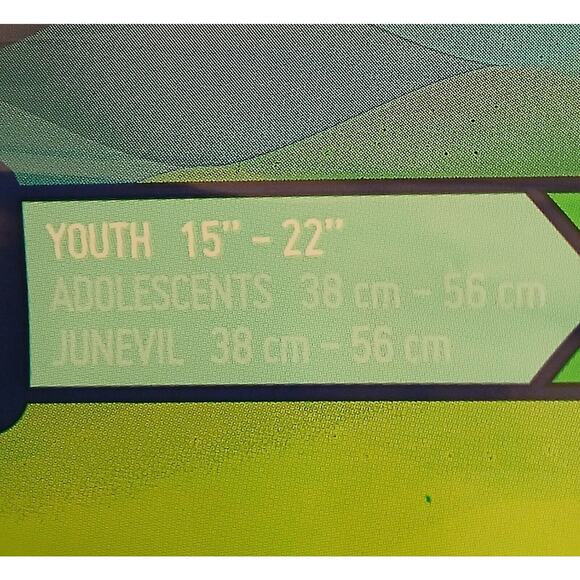 YOUTH 15" – 22"
ADOLESCENTS 38 cm – 56 cm
JUNEVIL 38 cm – 56 cm